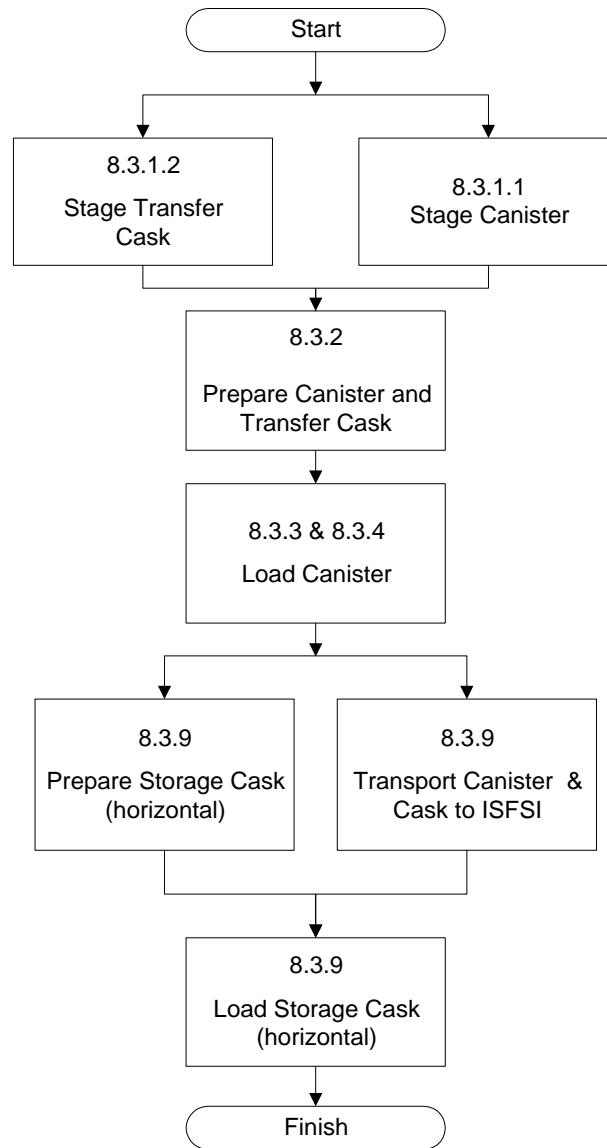 Start
8.3.1.2
Stage Transfer
Cask
8.3.1.1
Stage Canister
8.3.2
Prepare Canister and
Transfer Cask
8.3.3 & 8.3.4
Load Canister
8.3.9
Prepare Storage Cask
(horizontal)
8.3.9
Transport Canister &
Cask to ISFSI
8.3.9
Load Storage Cask
(horizontal)
Finish